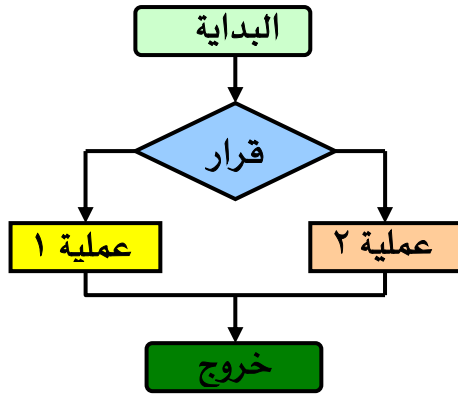 البداية
قرار
عملية ١
عملية ٢
خروج